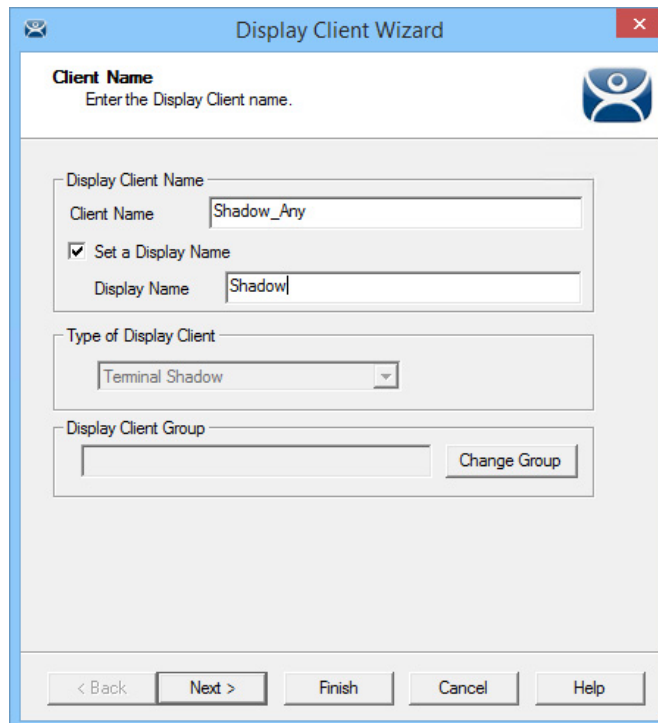 Display Client Wizard
Client Name
Enter the Display Client name.
Display Client Name
Client Name Shadow_Any
Set a Display Name
Display Name Shadow
Type of Display Client
Terminal Shadow
Display Client Group
Change Group
< Back Next > Finish Cancel Help